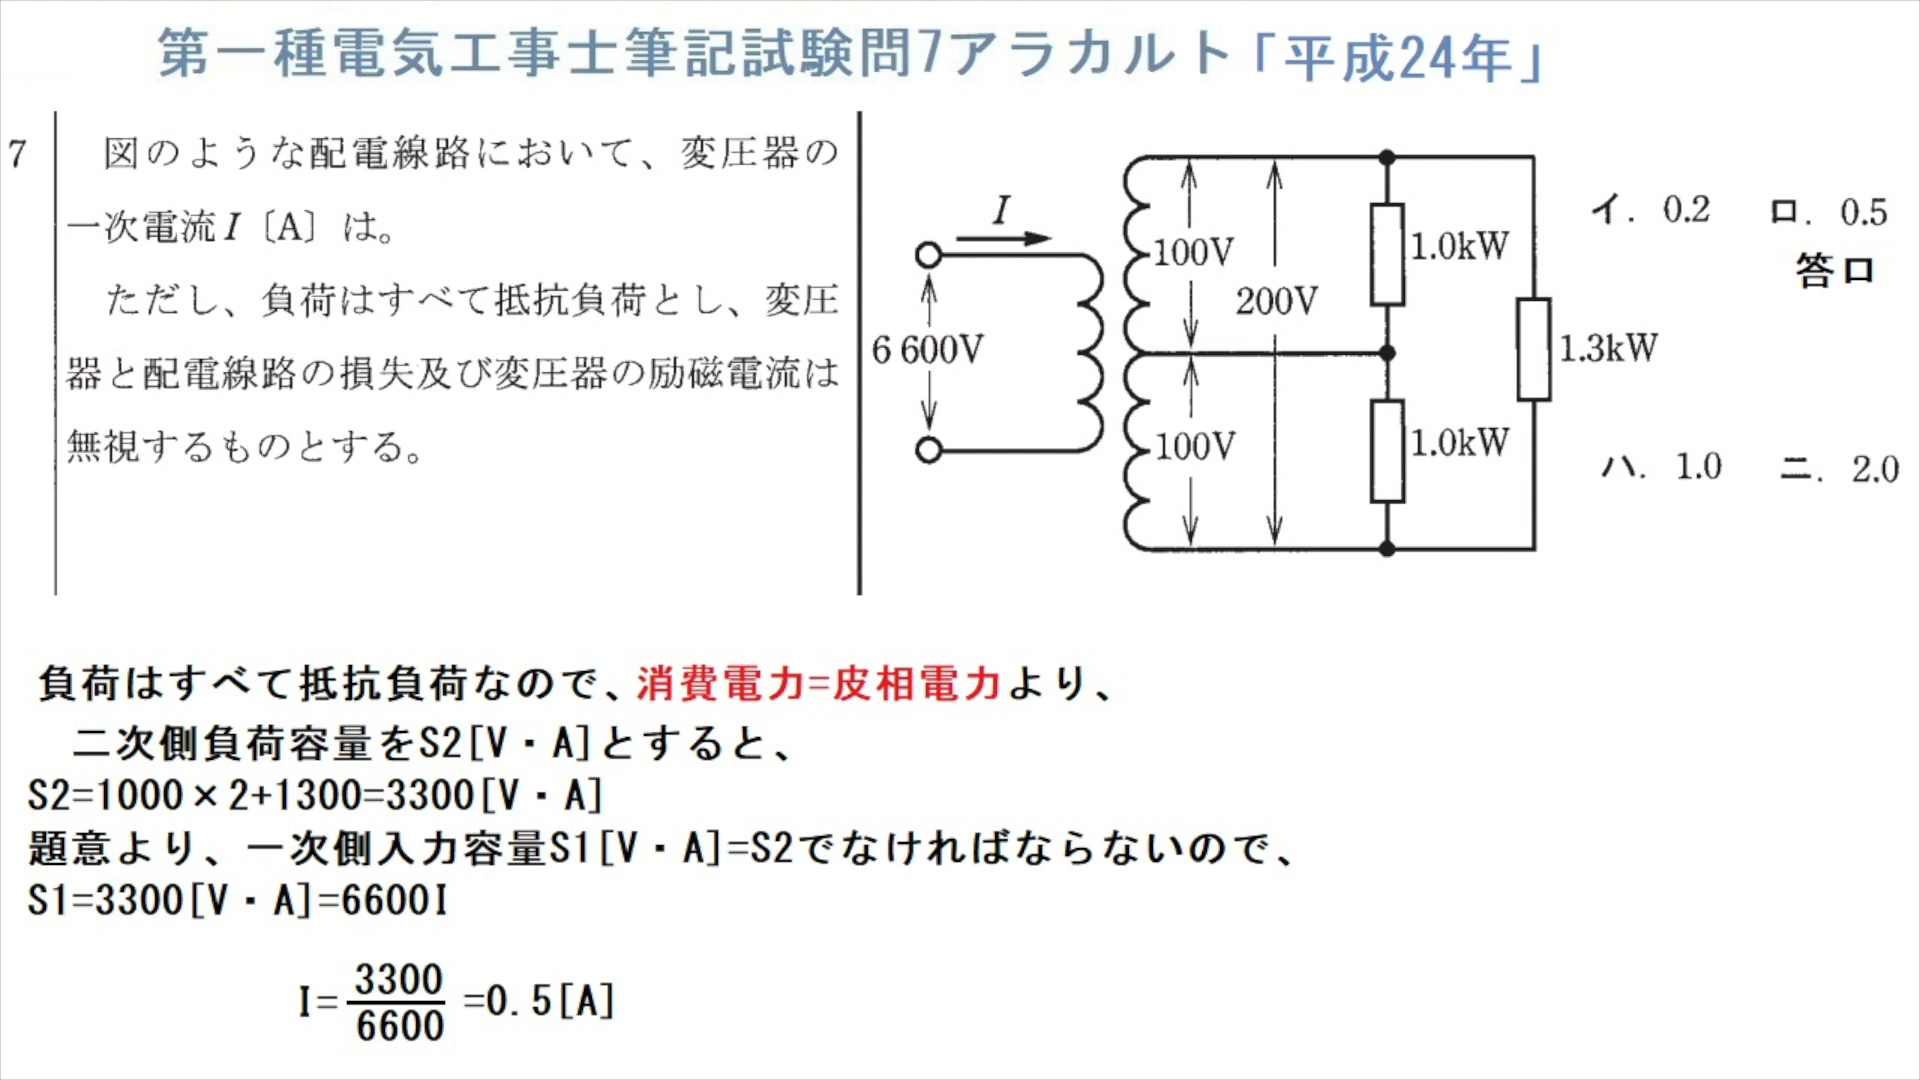 第一種電気工事士筆記試験問7アラカルト「平成24年」
7
図のような配電線路において、変圧器の
一次電流I〔A〕は。
ただし、負荷はすべて抵抗負荷とし、変圧
器と配電線路の損失及び変圧器の励磁電流は
無視するものとする。
I
6 600V
100V
200V
100V
1.0kW
1.0kW
1.3kW
イ. 0.2 ロ. 0.5
答ロ
ハ. 1.0 ニ. 2.0
負荷はすべて抵抗負荷なので、消費電力=皮相電力より、
二次側負荷容量をS2[V・A]とすると、
S2=1000×2+1300=3300[V・A]
題意より、一次側入力容量S1[V・A]=S2でなければならないので、
S1=3300[V・A]=6600I
I=3300/6600=0.5[A]